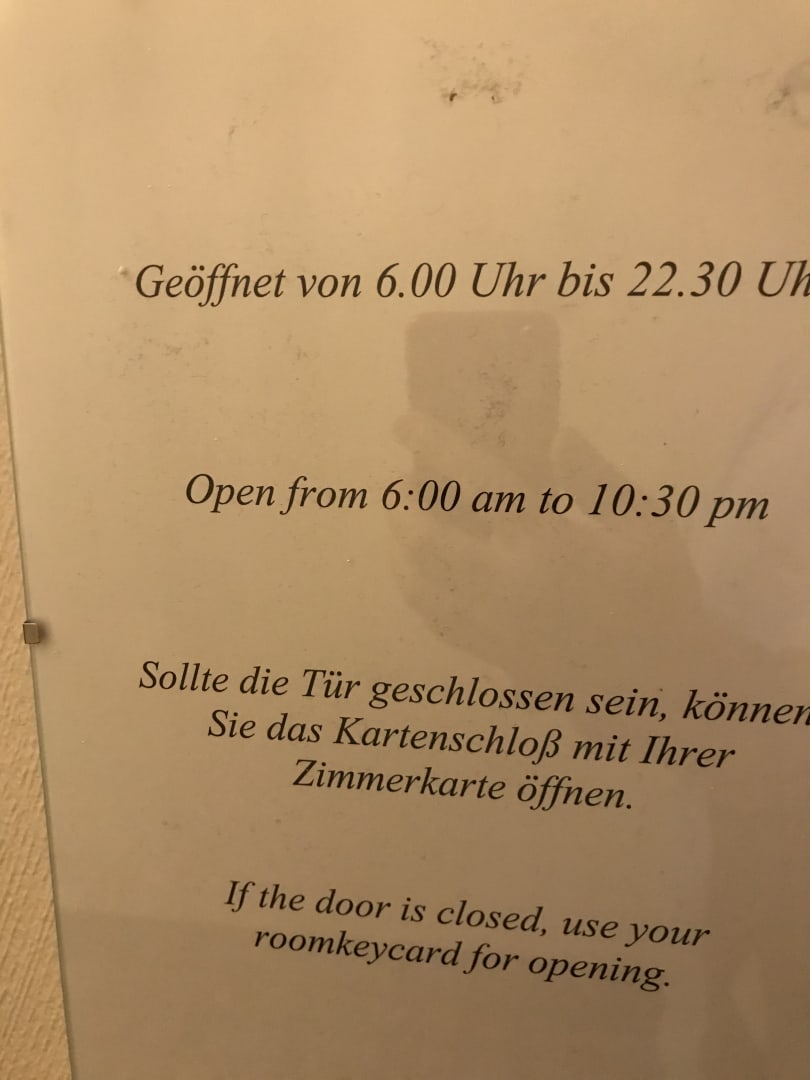 Geöffnet von 6.00 Uhr bis 22.30 Uh
Open from 6:00 am to 10:30 pm
Sollte die Tür geschlossen sein, können
Sie das Kartenschloß mit Ihrer
Zimmerkarte öffnen.
If the door is closed, use your
roomkeycard for opening.